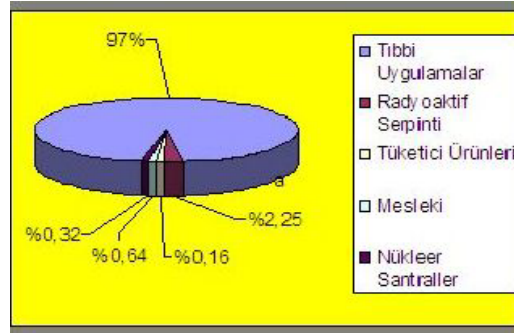 97%
%0,32
%0,64
%0,16
%2,25
a
Tıbbi
Uygulamalar
Radyoaktif
Serpinti
Tüketici Ürünleri
Mesleki
Nükleer
Santraller